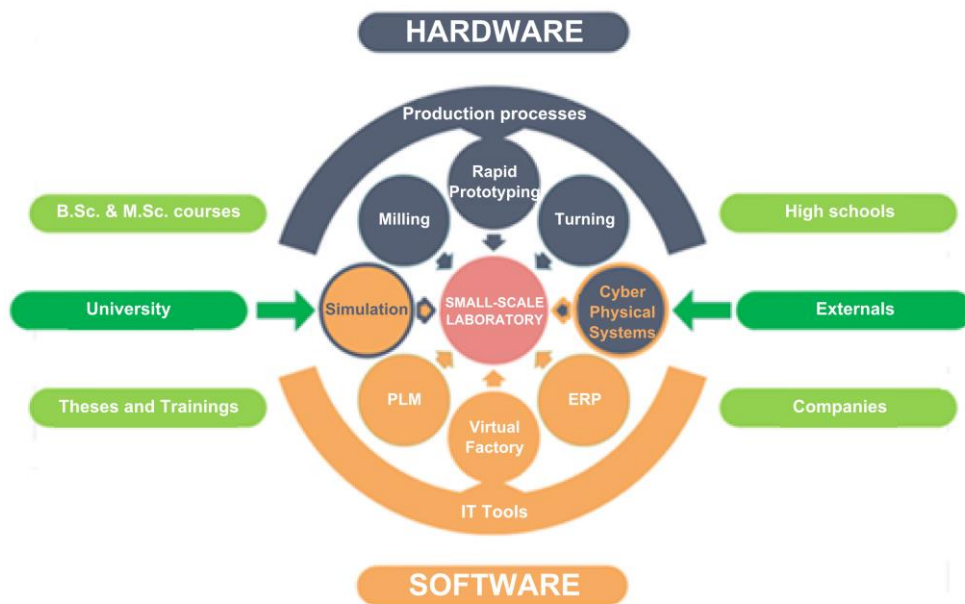 HARDWARE
Production processes
Rapid
Prototyping
Milling
Turning
B.Sc. & M.Sc. courses
High schools
University
Simulation
SMALL-SCALE
LABORATORY
Cyber
Physical
Systems
Externals
Theses and Trainings
PLM
ERP
Companies
Virtual
Factory
IT Tools
SOFTWARE